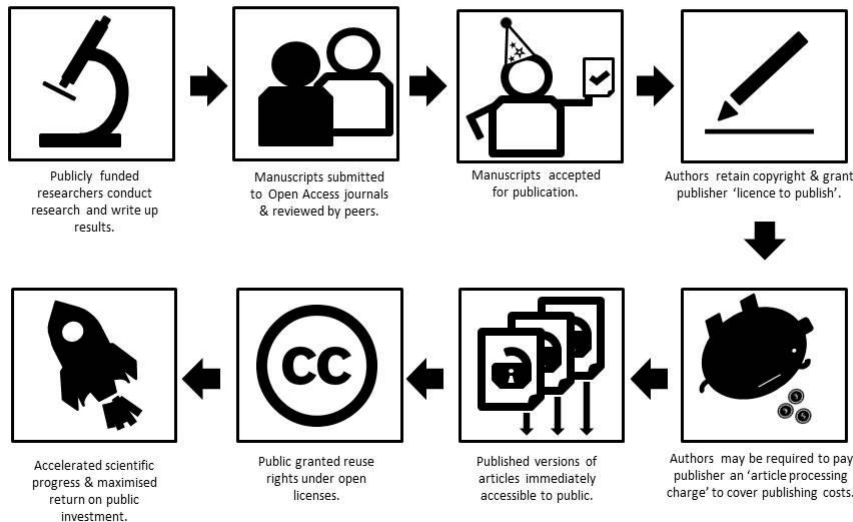 Publicly funded
researchers conduct
research and write up
results.
Manuscripts submitted
to Open Access journals
& reviewed by peers.
Manuscripts accepted
for publication.
Authors retain copyright & grant
publisher 'licence to publish'.
Authors may be required to pay
publisher an 'article processing
charge' to cover publishing costs.
Published versions of
articles immediately
accessible to public.
CC
Public granted reuse
rights under open
licenses.
Accelerated scientific
progress & maximised
return on public
investment.